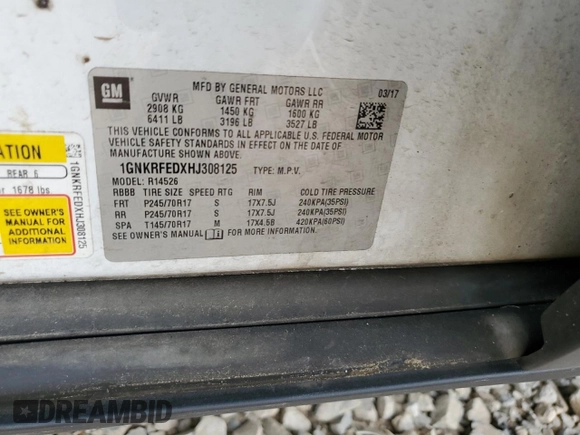 GM
MFD BY GENERAL MOTORS LLC
03/17
GVWR GAWR FRT GAWR RR
2908 KG 1450 KG 1600 KG
6411 LB 3196 LB 3527 LB
THIS VEHICLE CONFORMS TO ALL APPLICABLE U.S. FEDERAL MOTOR
VEHICLE SAFETY STANDARDS IN EFFECT ON THE DATE OF
MANUFACTURE SHOWN ABOVE.
1GNKRFEDXHJ308125 TYPE: M.P.V.
MODEL: R14526
RBBB TIRE SIZE SPEED RTG RIM COLD TIRE PRESSURE
FRT P245/70R17 S 17X7.5J 240KPA(35PSI)
RR P245/70R17 S 17X7.5J 240KPA(35PSI)
SPA T145/70R17 M 17X4.5B 420KPA(60PSI)
SEE OWNER'S MANUAL FOR MORE INFORMATION
ATION
REAR 5
or 1678 lbs
SEE OWNER'S
MANUAL FOR
ADDITIONAL
INFORMATION
1GNKRFEDXHJ308125
DREAMBID